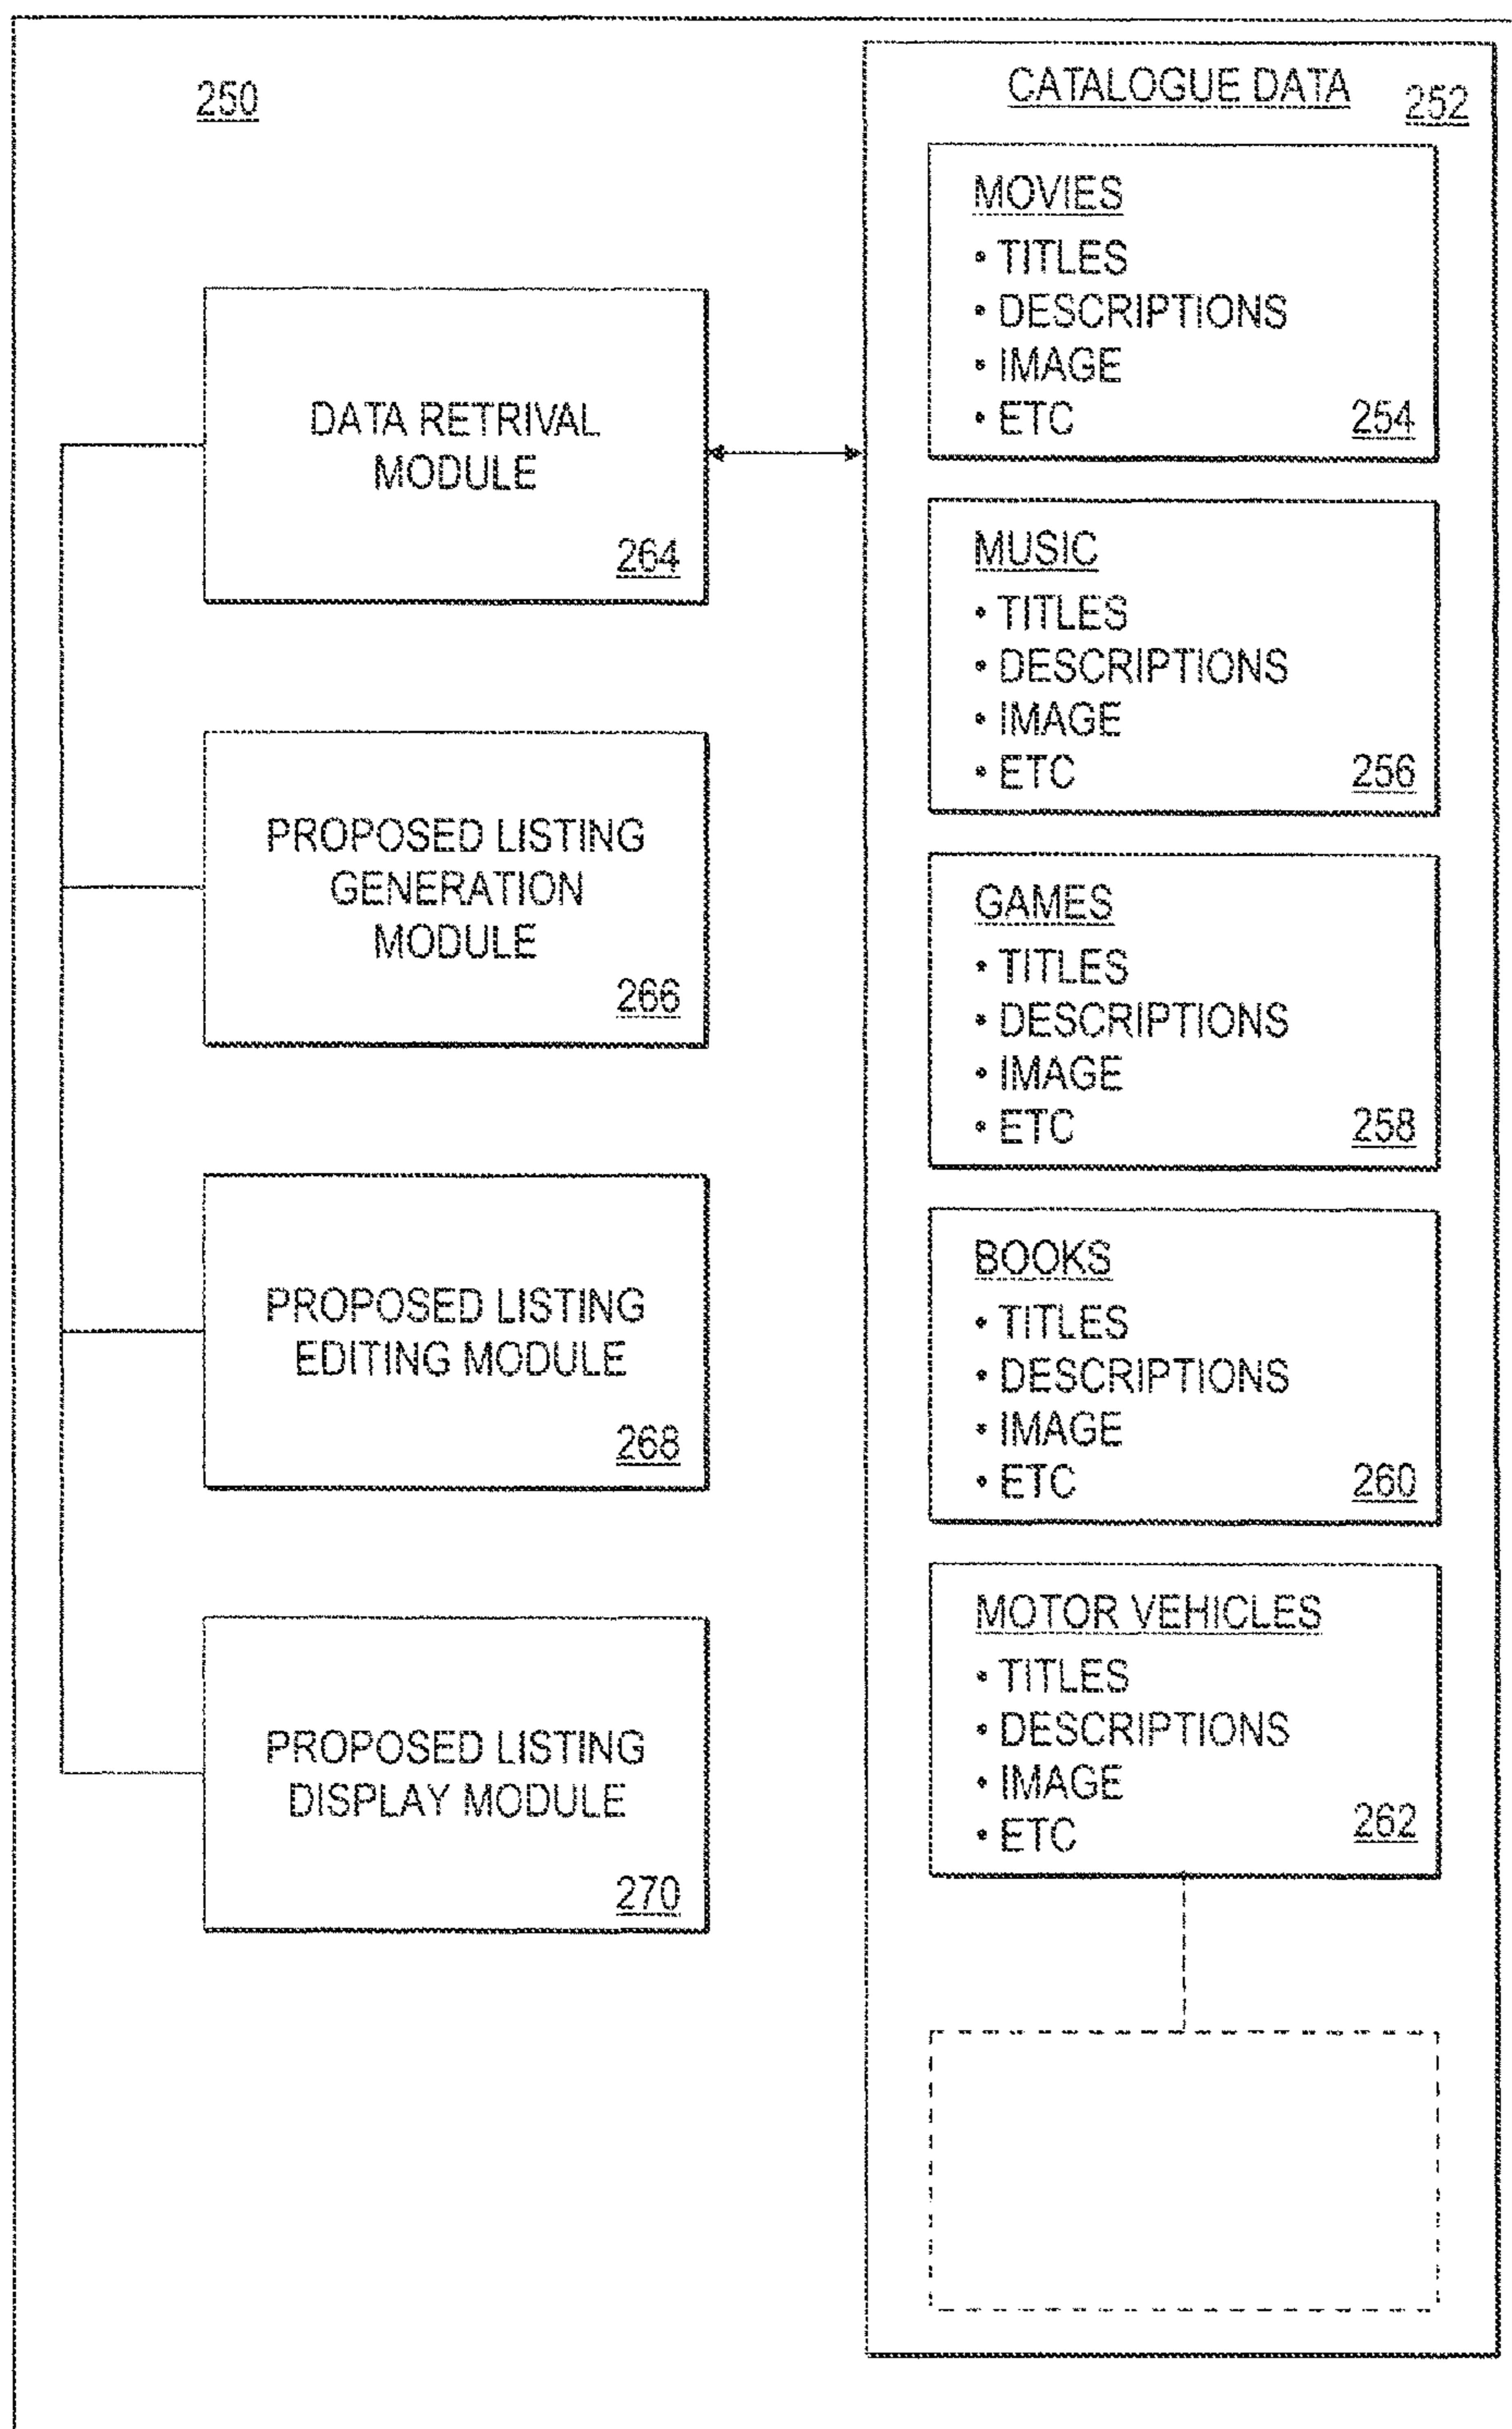 250
DATA RETRIVAL
MODULE
264
PROPOSED LISTING
GENERATION
MODULE
266
PROPOSED LISTING
EDITING MODULE
268
PROPOSED LISTING
DISPLAY MODULE
270
CATALOGUE DATA
252
MOVIES
• TITLES
• DESCRIPTIONS
• IMAGE
• ETC
254
MUSIC
• TITLES
• DESCRIPTIONS
• IMAGE
• ETC
256
GAMES
• TITLES
• DESCRIPTIONS
• IMAGE
• ETC
258
BOOKS
• TITLES
• DESCRIPTIONS
• IMAGE
• ETC
260
MOTOR VEHICLES
• TITLES
• DESCRIPTIONS
• IMAGE
• ETC
262